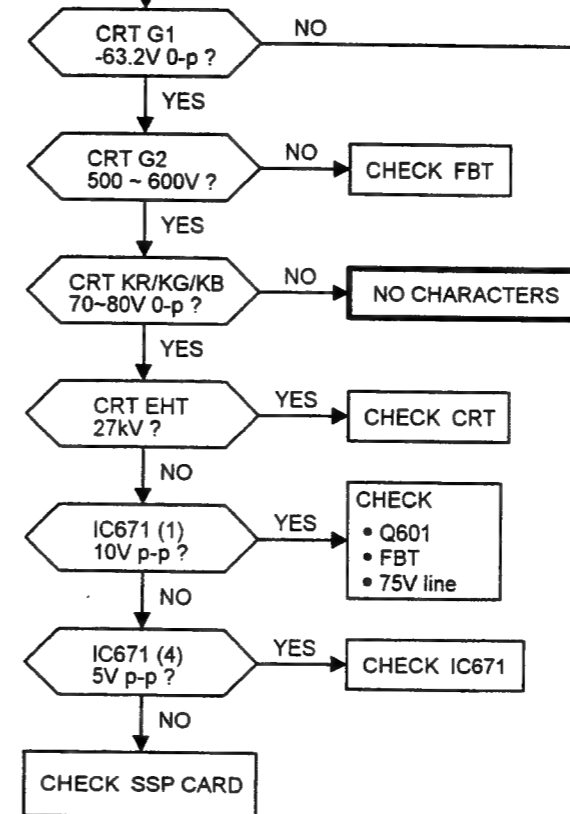 CRT G1
-63.2V 0-p ?
NO
YES
CRT G2
500 ~ 600V ?
NO
CHECK FBT
YES
CRT KR/KG/KB
70~80V 0-p ?
NO
NO CHARACTERS
YES
CRT EHT
27kV ?
YES
CHECK CRT
NO
IC671 (1)
10V p-p ?
YES
CHECK
• Q601
• FBT
• 75V line
NO
IC671 (4)
5V p-p ?
YES
CHECK IC671
NO
CHECK SSP CARD